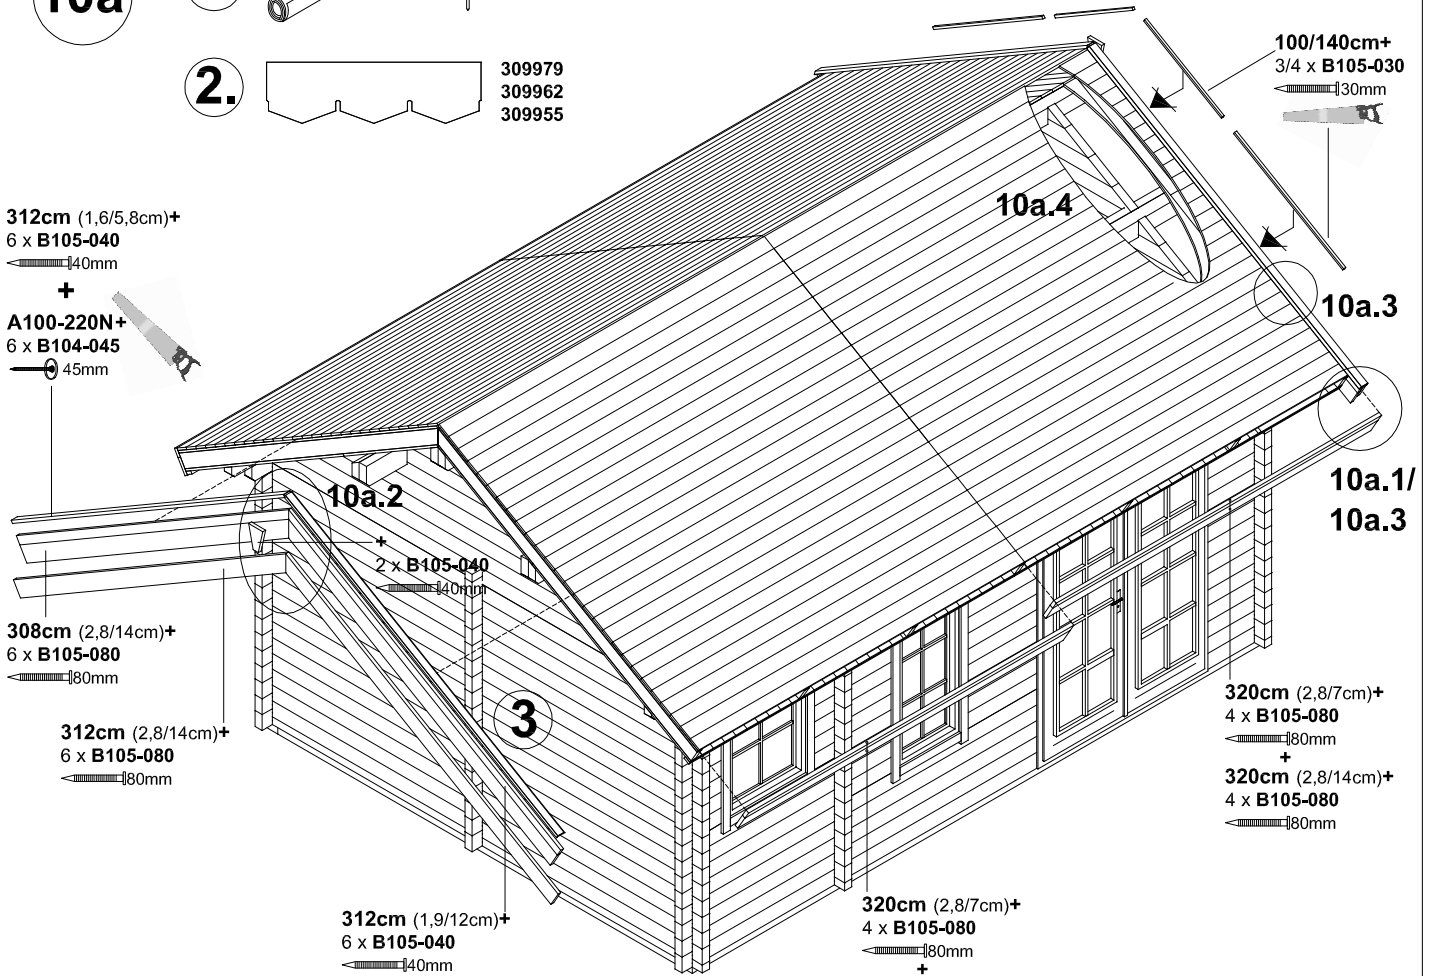 10a
2.
309979
309962
309955
100/140cm+
3/4 x B105-030
30mm
312cm (1,6/5,8cm)+
6 x B105-040
40mm
+
A100-220N+
6 x B104-045
45mm
10a.4
10a.3
10a.1/
10a.3
10a.2
+
2 x B105-040
40mm
308cm (2,8/14cm)+
6 x B105-080
80mm
312cm (2,8/14cm)+
6 x B105-080
80mm
3
320cm (2,8/7cm)+
4 x B105-080
80mm
+
320cm (2,8/14cm)+
4 x B105-080
80mm
312cm (1,9/12cm)+
6 x B105-040
40mm
320cm (2,8/7cm)+
4 x B105-080
80mm
+